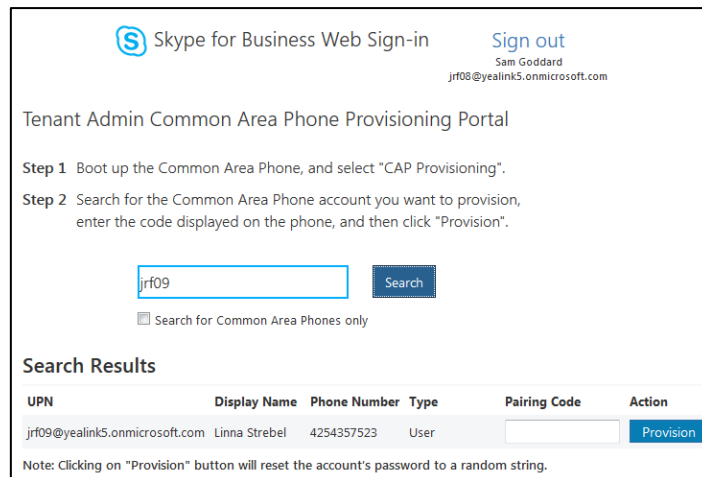 Skype for Business Web Sign-in
Sign out
Sam Goddard
jrf08@yealink5.onmicrosoft.com
Tenant Admin Common Area Phone Provisioning Portal
Step 1 Boot up the Common Area Phone, and select "CAP Provisioning".
Step 2 Search for the Common Area Phone account you want to provision,
enter the code displayed on the phone, and then click "Provision".
jrf09
Search
Search for Common Area Phones only
Search Results
UPN Display Name Phone Number Type Pairing Code Action
jrf09@yealink5.onmicrosoft.com Linna Strebel 4254357523 User Provision
Note: Clicking on "Provision" button will reset the account's password to a random string.